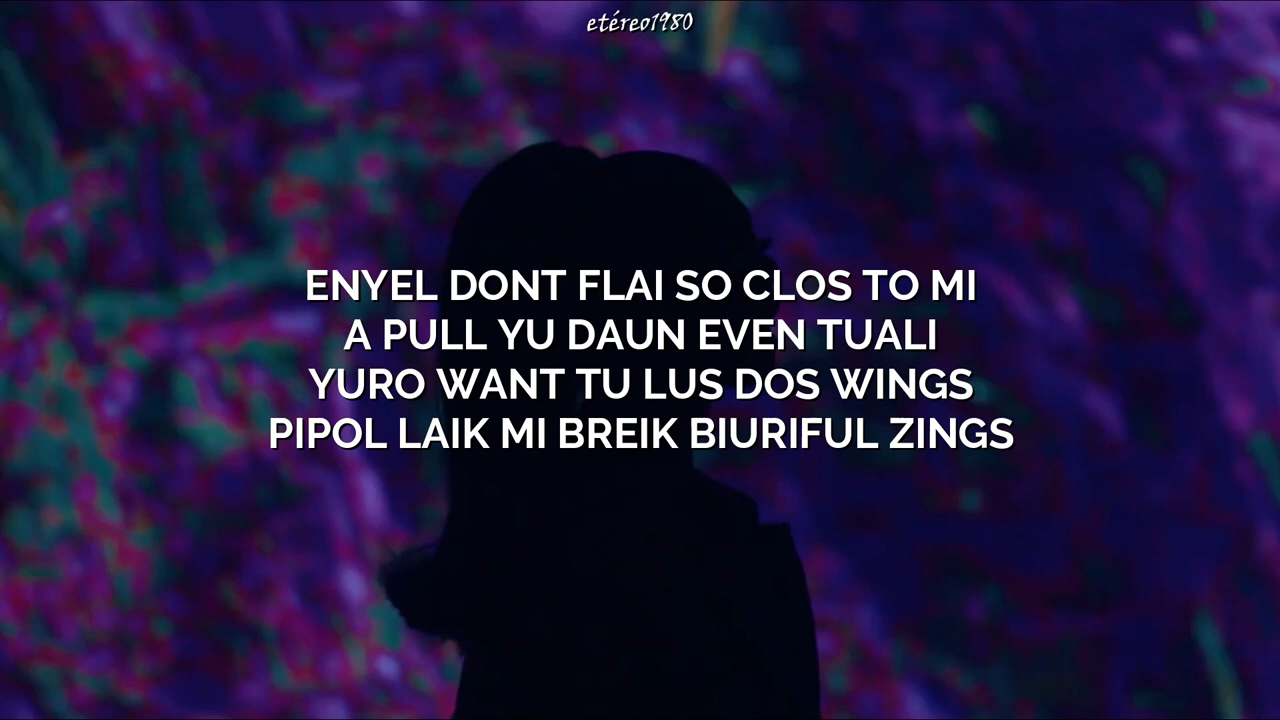 etéreo1980
ENYEL DONT FLAI SO CLOS TO MI
A PULL YU DAUN EVEN TUALI
YURO WANT TU LUS DOS WINGS
PIPOL LAIK MI BREIK BIURIFUL ZINGS